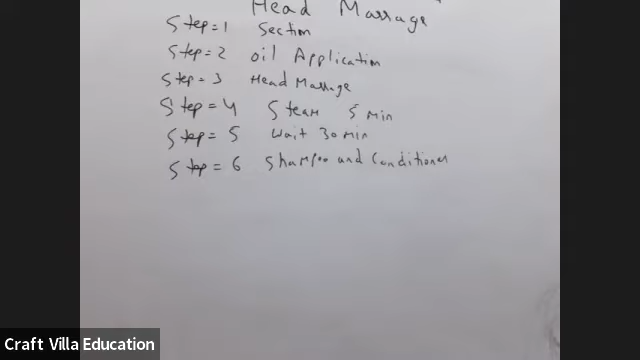 Head Massage
Step=1 Section
Step=2 oil Application
Step=3 Head Massage
Step=4 Steam 5 min
Step=5 wait 30 min
Step=6 Shampoo and Conditioner
Craft Villa Education